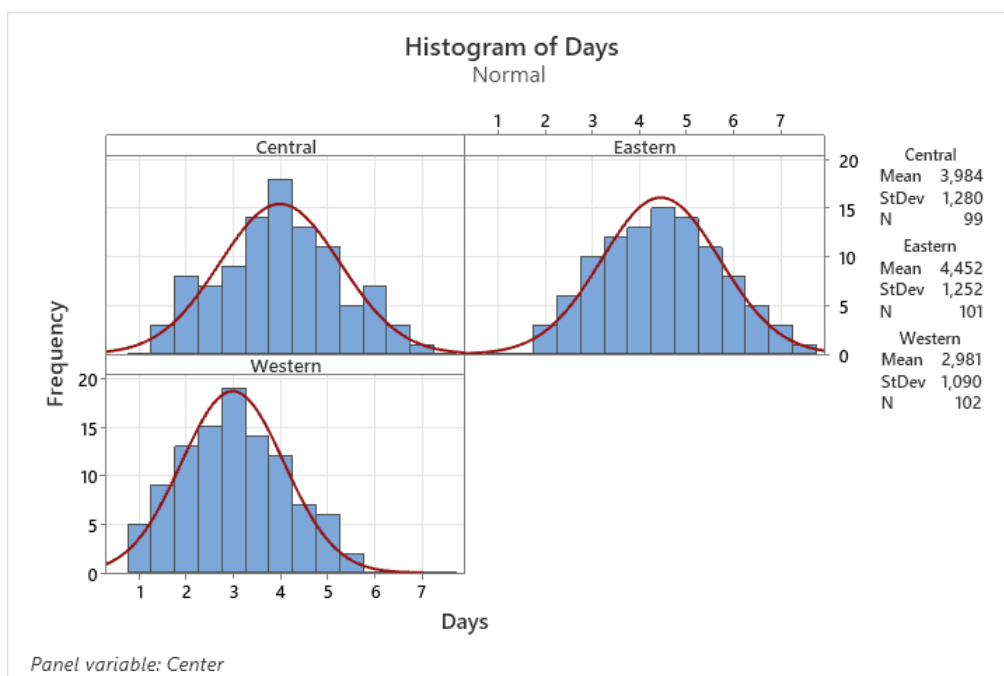 Histogram of Days
Normal
1 2 3 4 5 6 7
Central Eastern
20
15
10
5
0
Western
20
15
10
5
0
1 2 3 4 5 6 7
Frequency
Days
Central
Mean 3,984
StDev 1,280
N 99
Eastern
Mean 4,452
StDev 1,252
N 101
Western
Mean 2,981
StDev 1,090
N 102
Panel variable: Center